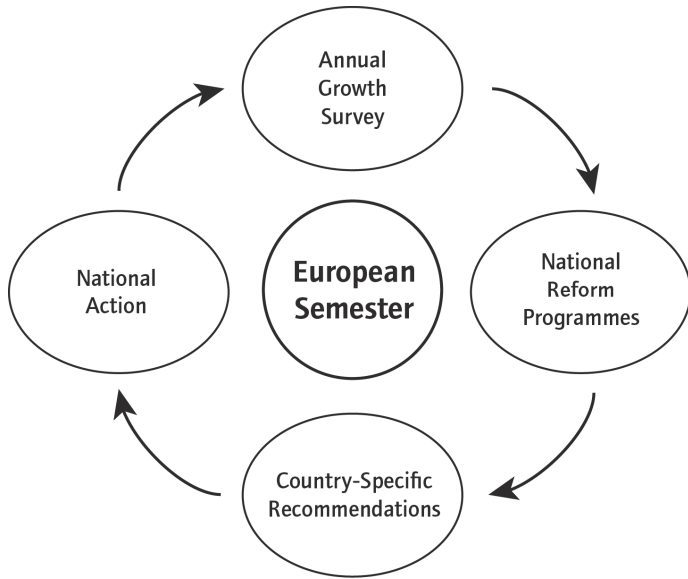 Annual
Growth
Survey
National
Reform
Programmes
Country-Specific
Recommendations
National
Action
European
Semester